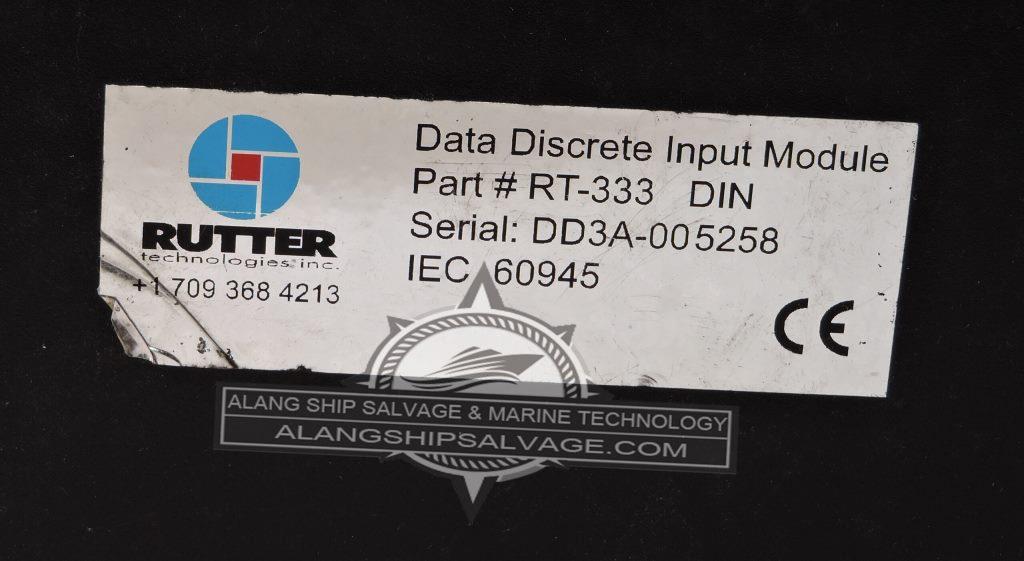 RUTTER
technologies inc.
+1 709 368 4213
Data Discrete Input Module
Part # RT-333 DIN
Serial: DD3A-005258
IEC 60945
CE
ALANG SHIP SALVAGE & MARINE TECHNOLOGY
ALANGSHIPSALVAGE.COM